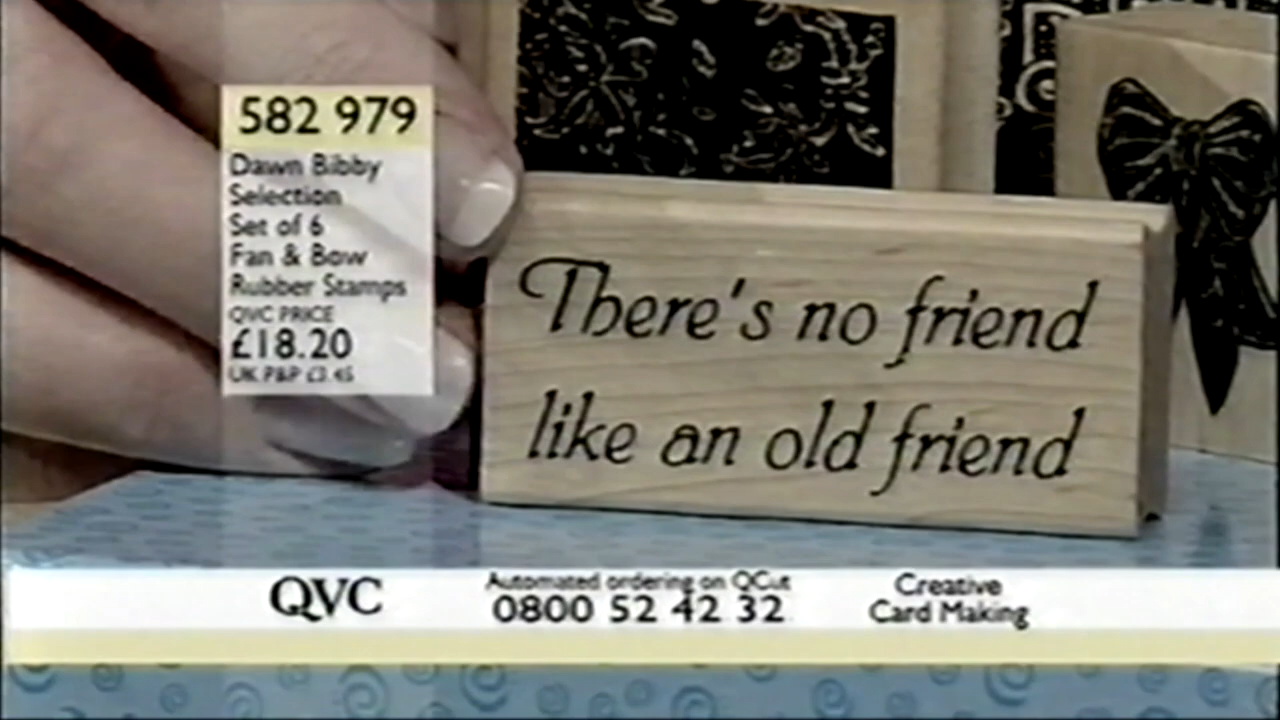 582 979
Dawn Bibby
Selection
Set of 6
Fan & Bow
Rubber Stamps
QVC PRICE
£18.20
UK P&P £3.45
There's no friend
like an old friend
QVC
Automated ordering on QCut
0800 52 42 32
Creative
Card Making